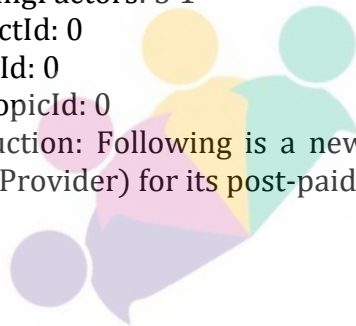 ctId: 0
Id: 0
opicId: 0
uction: Following is a new
Provider) for its post-paid